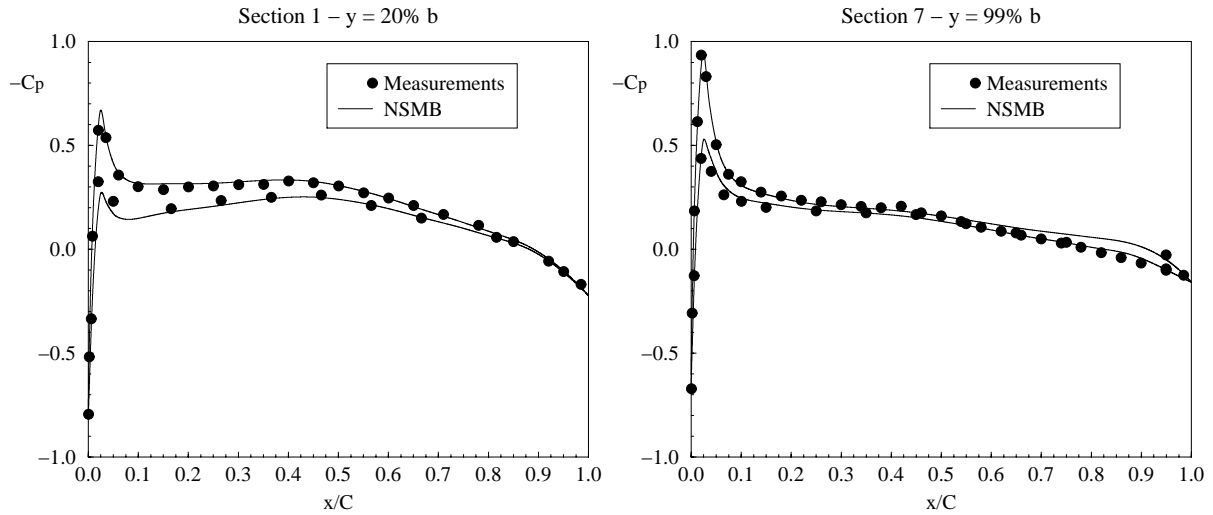 Section 1 – y = 20% b
1.0
0.5
0.0
–0.5
–1.0
–Cp
Measurements
NSMB
0.0 0.1 0.2 0.3 0.4 0.5 0.6 0.7 0.8 0.9 1.0
x/C
Section 7 – y = 99% b
1.0
0.5
0.0
–0.5
–1.0
–Cp
Measurements
NSMB
0.0 0.1 0.2 0.3 0.4 0.5 0.6 0.7 0.8 0.9 1.0
x/C